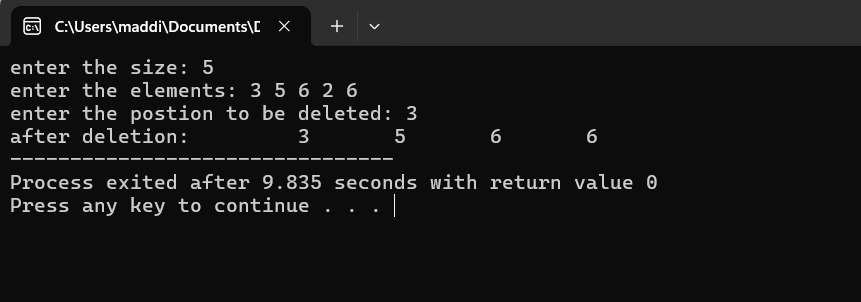 C:\Users\maddi\Documents\D
enter the size: 5
enter the elements: 3 5 6 2 6
enter the postion to be deleted: 3
after deletion:         3       5       6       6
--------------------------------
Process exited after 9.835 seconds with return value 0
Press any key to continue . . .